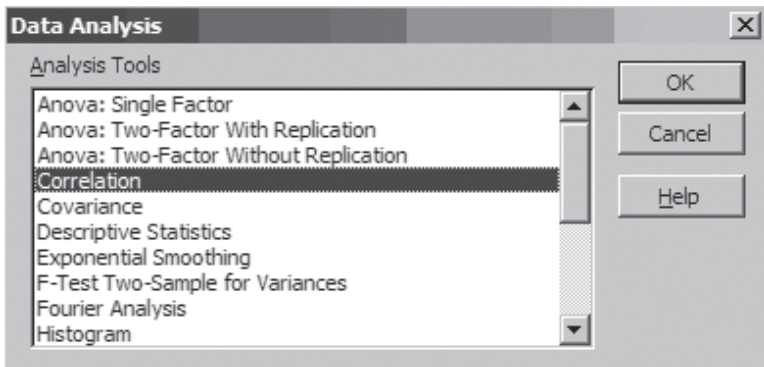 Data Analysis
Analysis Tools
Anova: Single Factor
Anova: Two-Factor With Replication
Anova: Two-Factor Without Replication
Correlation
Covariance
Descriptive Statistics
Exponential Smoothing
F-Test Two-Sample for Variances
Fourier Analysis
Histogram
OK
Cancel
Help